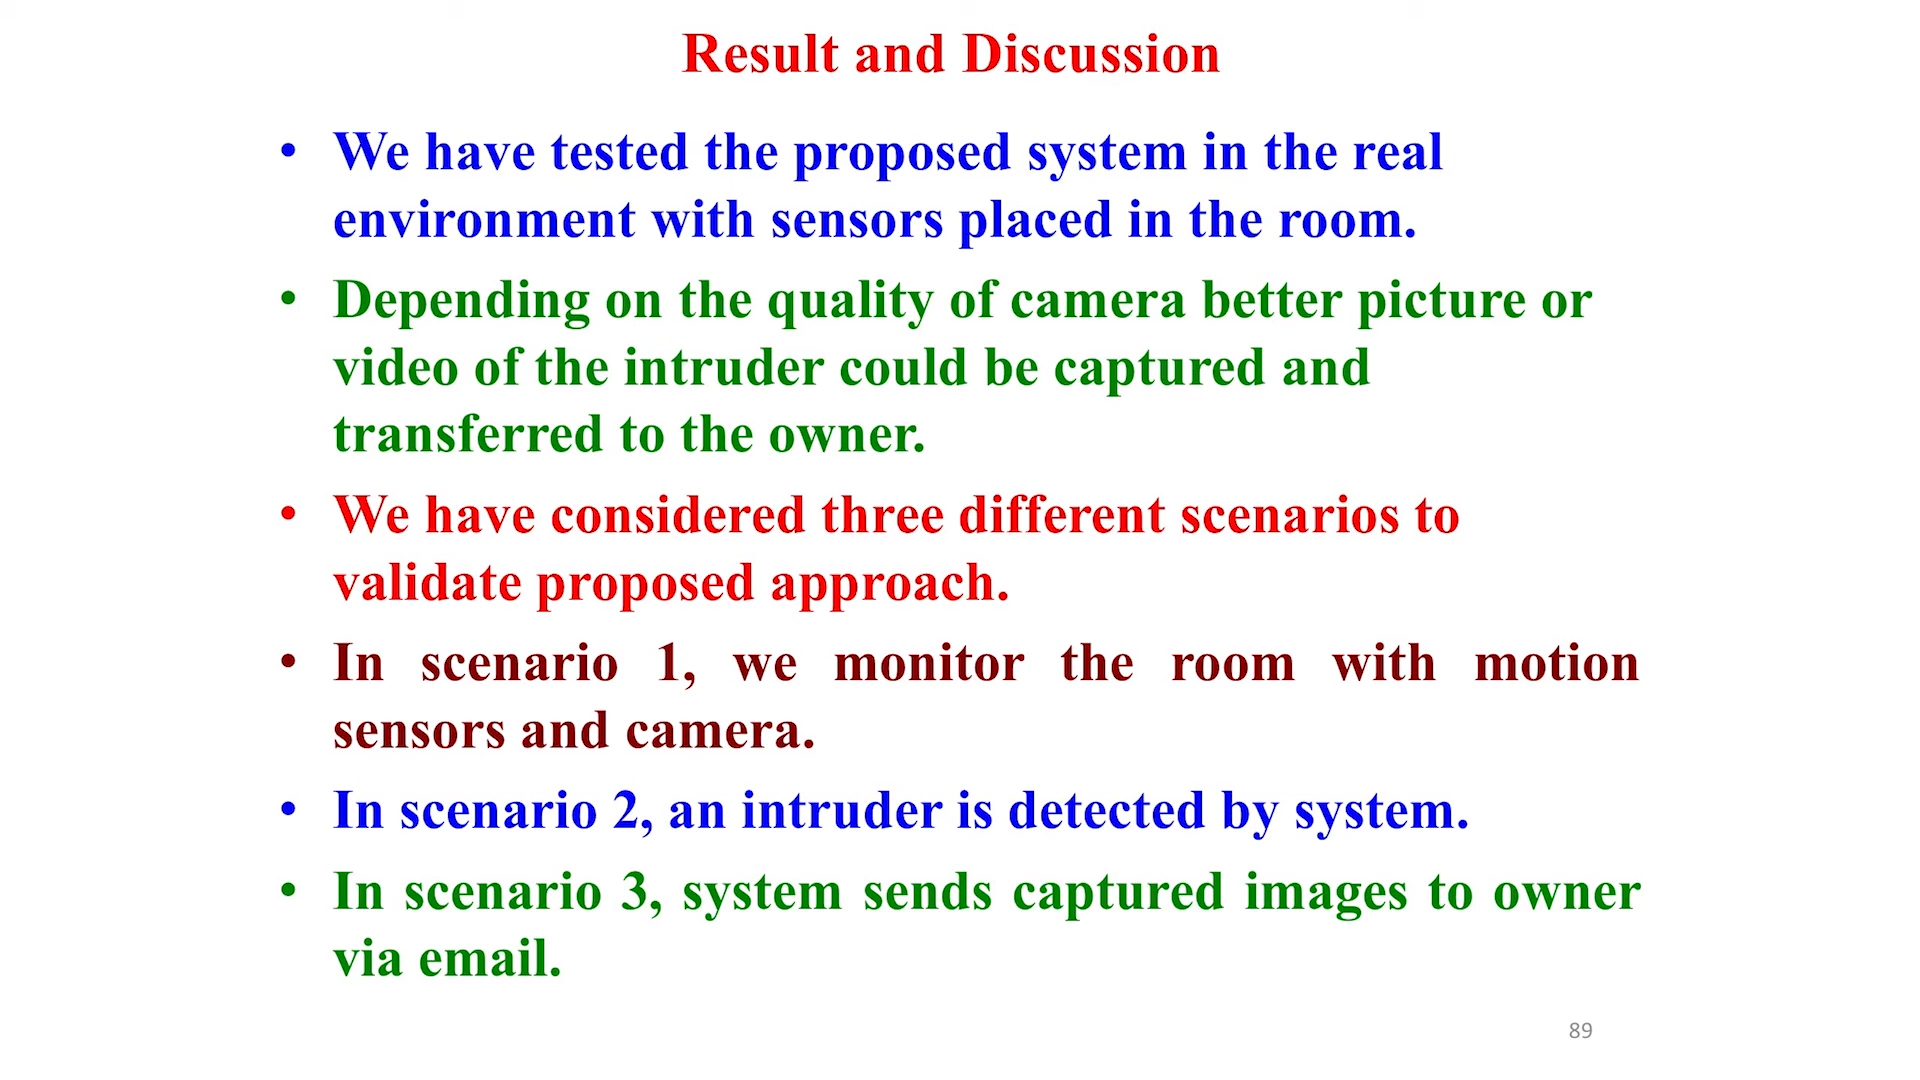 Result and Discussion
• We have tested the proposed system in the real
environment with sensors placed in the room.
• Depending on the quality of camera better picture or
video of the intruder could be captured and
transferred to the owner.
• We have considered three different scenarios to
validate proposed approach.
• In scenario 1, we monitor the room with motion
sensors and camera.
• In scenario 2, an intruder is detected by system.
• In scenario 3, system sends captured images to owner
via email.
89